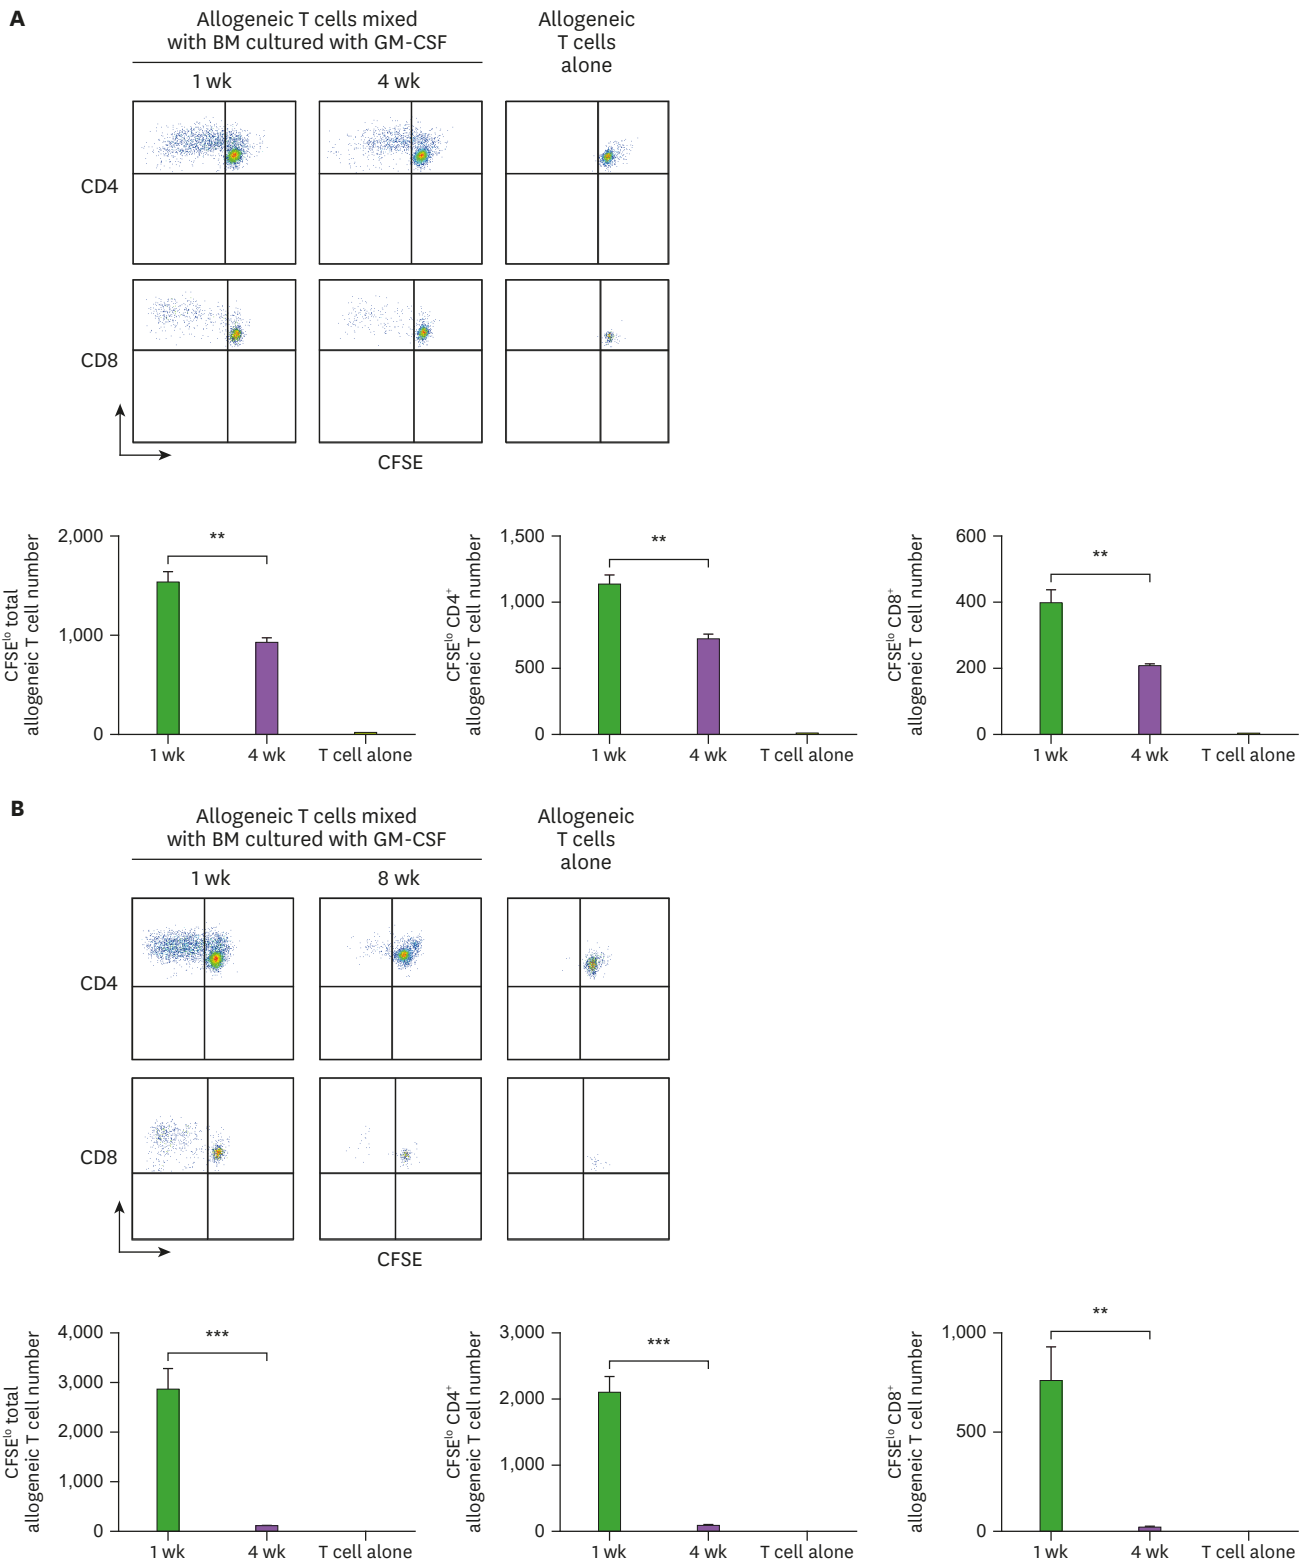 A
Allogeneic T cells mixed
with BM cultured with GM-CSF
Allogeneic
T cells
alone
1 wk
4 wk
CD4
CD8
CFSE
CFSEˡᵒ total
allogeneic T cell number
2,000
1,000
0
**
1 wk
4 wk
T cell alone
CFSEˡᵒ CD4⁺
allogeneic T cell number
1,500
1,000
500
0
**
1 wk
4 wk
T cell alone
CFSEˡᵒ CD8⁺
allogeneic T cell number
600
400
200
0
**
1 wk
4 wk
T cell alone
B
Allogeneic T cells mixed
with BM cultured with GM-CSF
Allogeneic
T cells
alone
1 wk
8 wk
CD4
CD8
CFSE
CFSEˡᵒ total
allogeneic T cell number
4,000
3,000
2,000
1,000
0
***
1 wk
4 wk
T cell alone
CFSEˡᵒ CD4⁺
allogeneic T cell number
3,000
2,000
1,000
0
***
1 wk
4 wk
T cell alone
CFSEˡᵒ CD8⁺
allogeneic T cell number
1,000
500
0
**
1 wk
4 wk
T cell alone